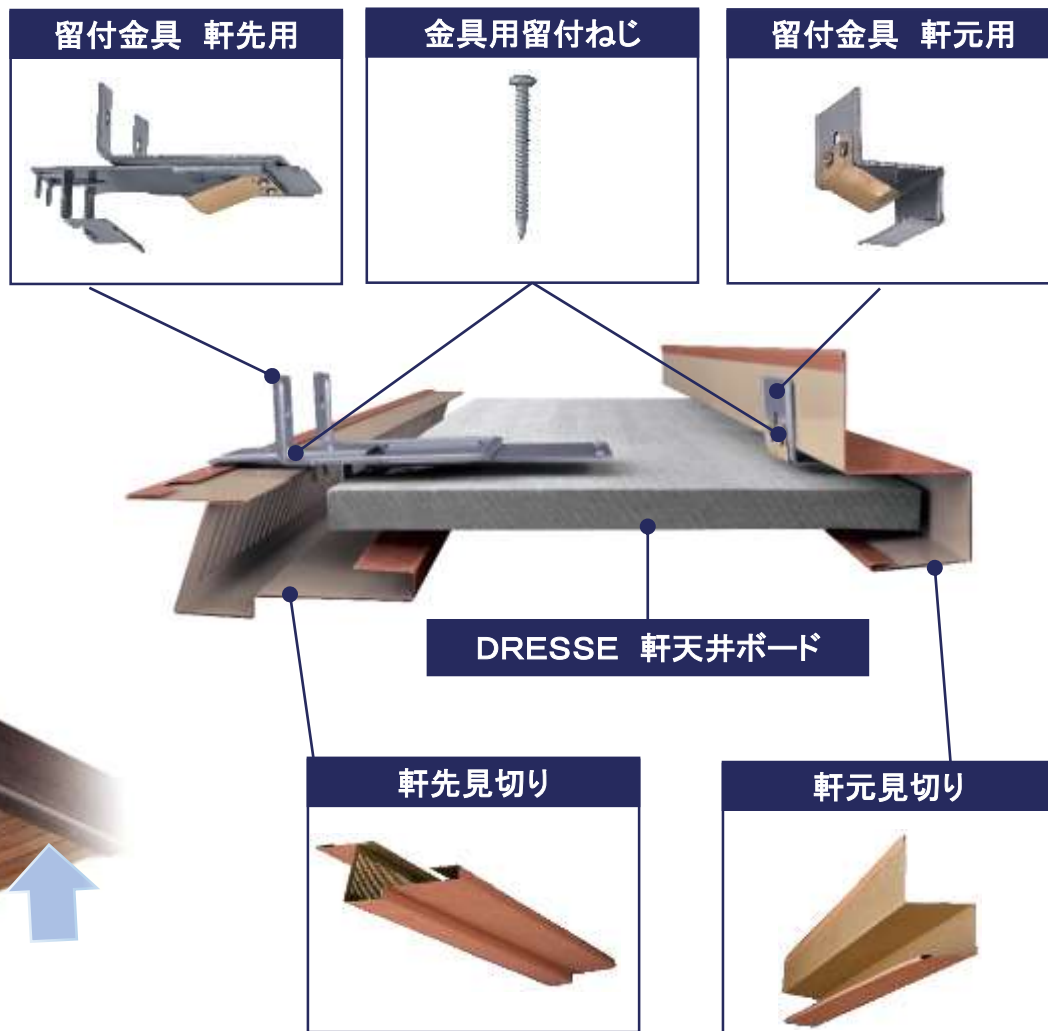 留付金具 軒先用
金具用留付ねじ
留付金具 軒元用
DRESSE 軒天井ボード
軒先見切り
軒元見切り